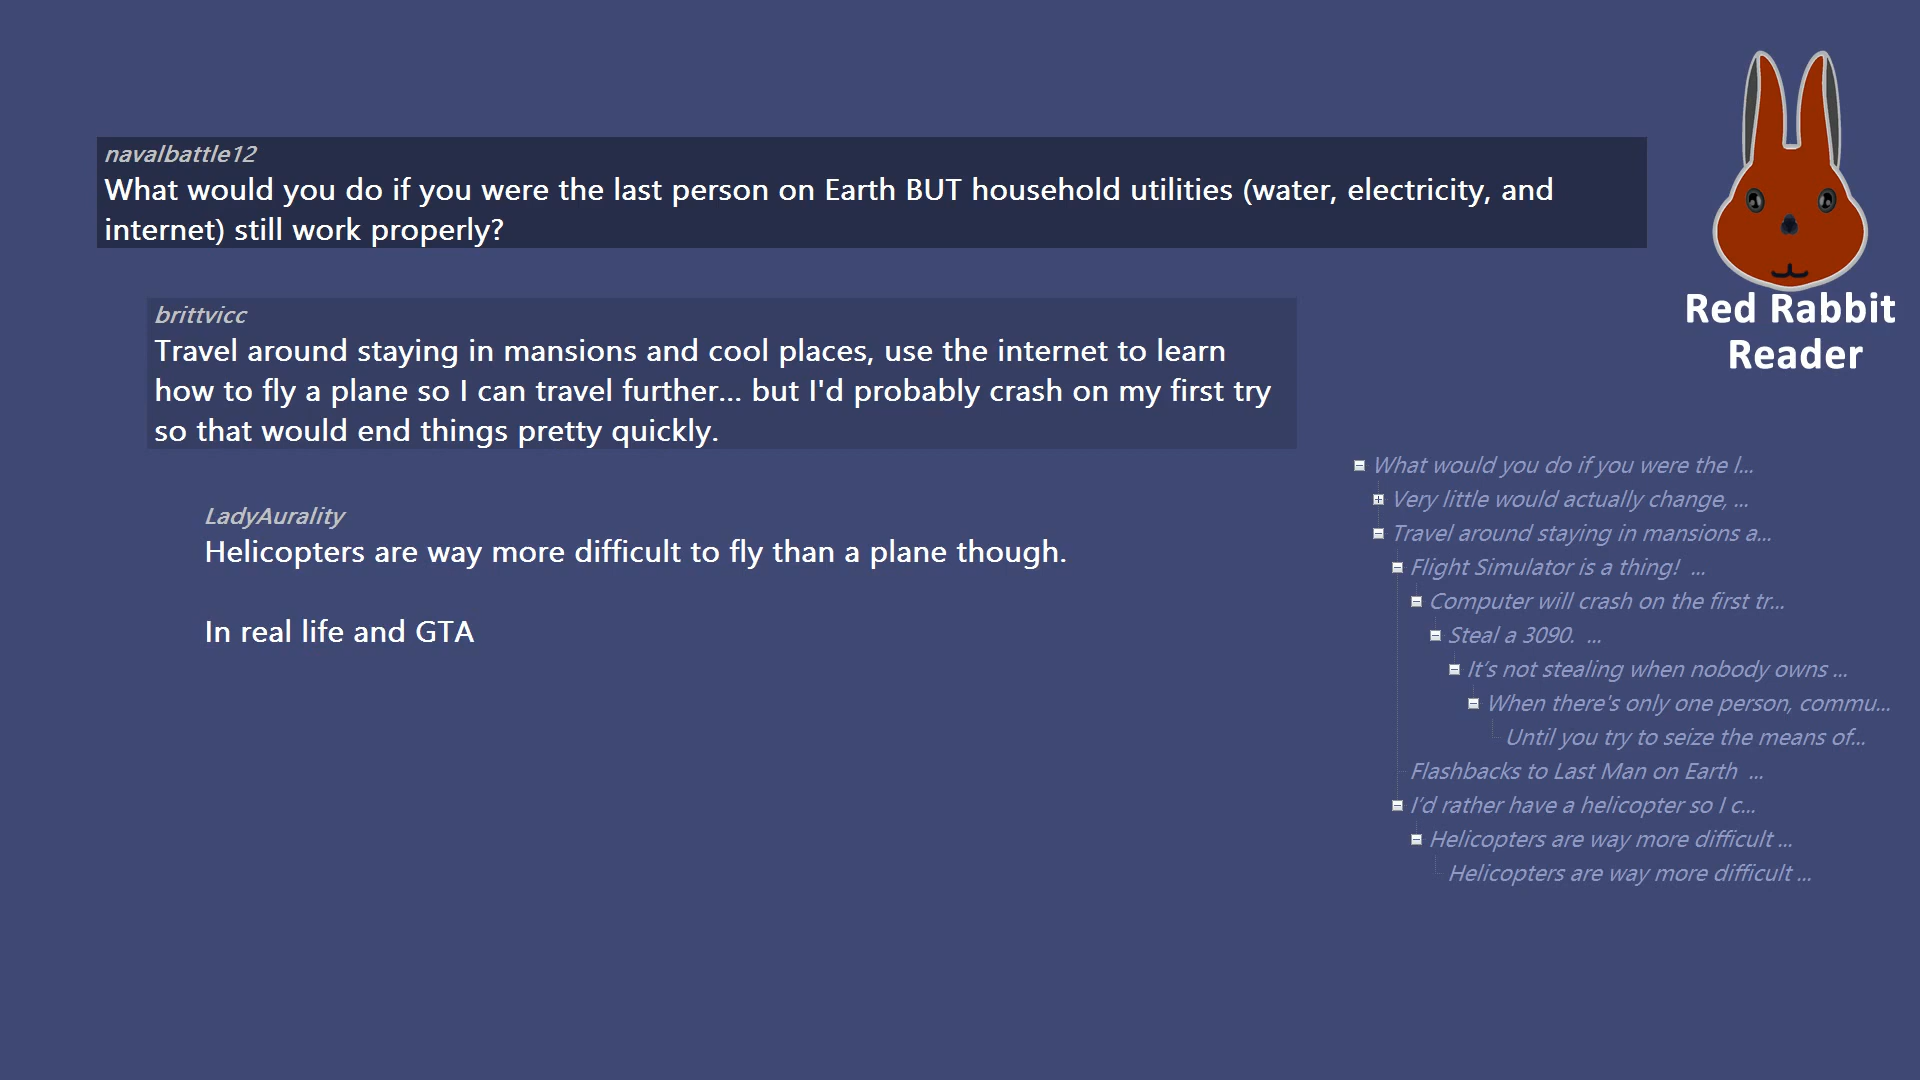 navalbattle12
What would you do if you were the last person on Earth BUT household utilities (water, electricity, and
internet) still work properly?
brittvicc
Travel around staying in mansions and cool places, use the internet to learn
how to fly a plane so I can travel further... but I'd probably crash on my first try
so that would end things pretty quickly.
LadyAurality
Helicopters are way more difficult to fly than a plane though.
In real life and GTA
Red Rabbit
Reader
What would you do if you were the l...
Very little would actually change, ...
Travel around staying in mansions a...
Flight Simulator is a thing! ...
Computer will crash on the first tr...
Steal a 3090. ...
It’s not stealing when nobody owns ...
When there's only one person, commu...
Until you try to seize the means of...
Flashbacks to Last Man on Earth ...
I’d rather have a helicopter so I c...
Helicopters are way more difficult ...
Helicopters are way more difficult ...